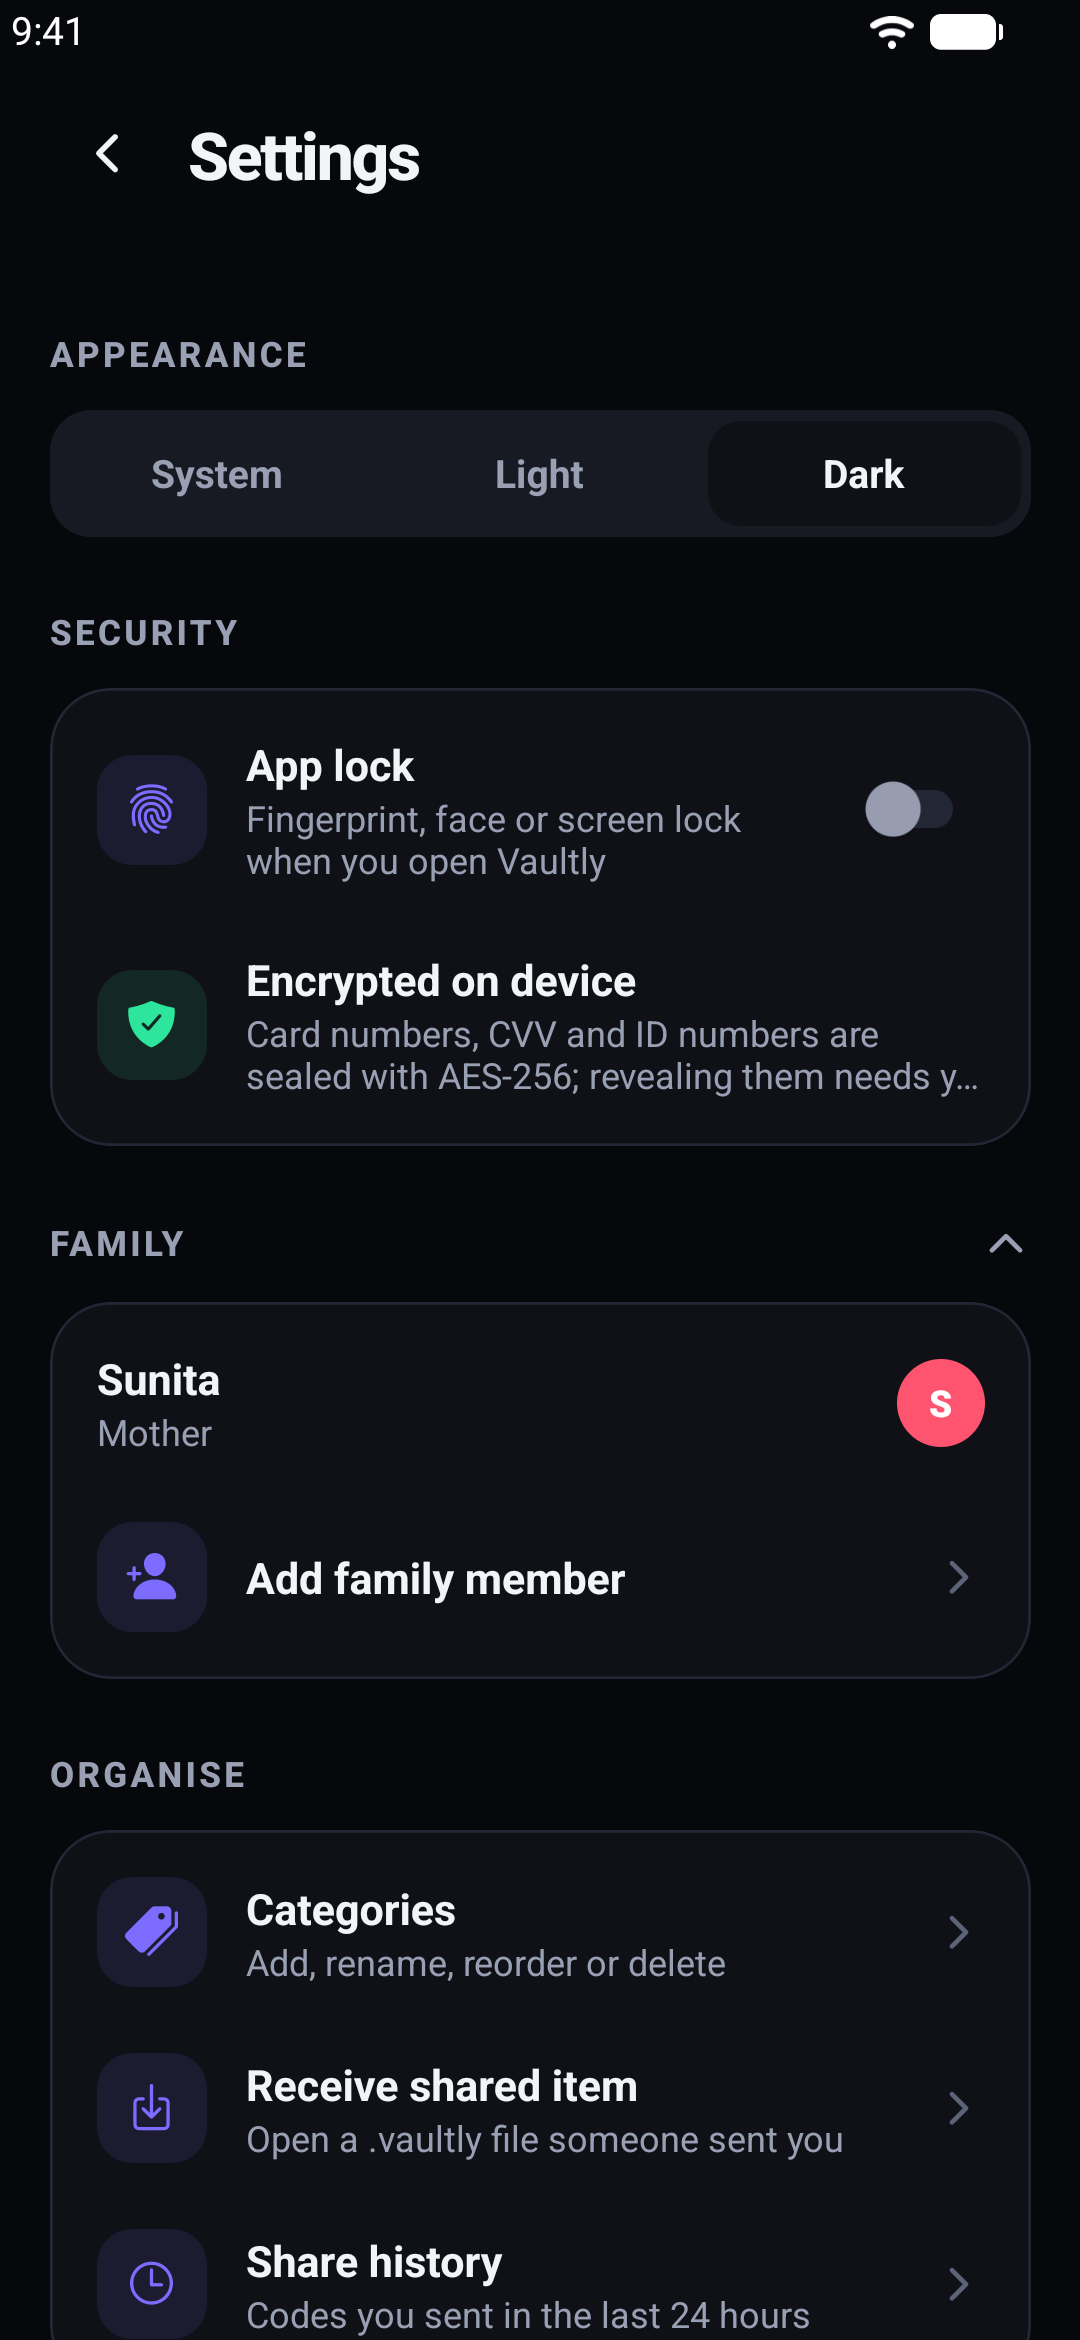 9:41
Settings
APPEARANCE
System Light Dark
SECURITY
App lock
Fingerprint, face or screen lock
when you open Vaultly
Encrypted on device
Card numbers, CVV and ID numbers are
sealed with AES-256; revealing them needs y…
FAMILY
Sunita
Mother
S
Add family member
ORGANISE
Categories
Add, rename, reorder or delete
Receive shared item
Open a .vaultly file someone sent you
Share history
Codes you sent in the last 24 hours